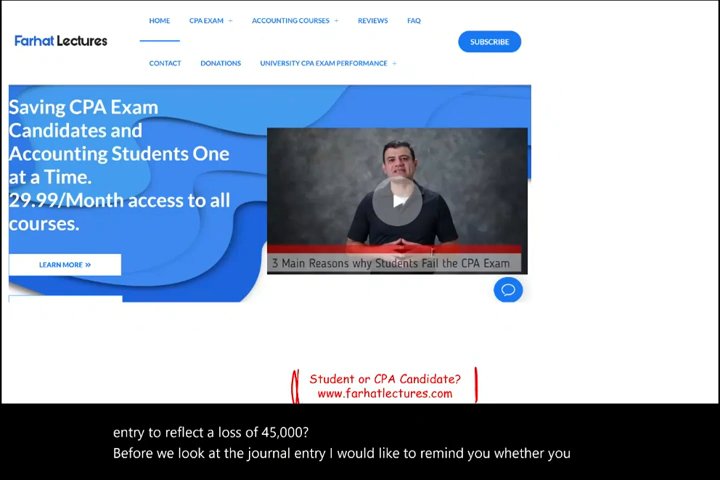 HOME
CPA EXAM +
ACCOUNTING COURSES +
REVIEWS
FAQ
Farhat Lectures
SUBSCRIBE
CONTACT
DONATIONS
UNIVERSITY CPA EXAM PERFORMANCE +
Saving CPA Exam
Candidates and
Accounting Students One
at a Time.
29.99/Month access to all
courses.
LEARN MORE »
3 Main Reasons why Students Fail the CPA Exam
Student or CPA Candidate?
www.farhatlectures.com
entry to reflect a loss of 45,000?
Before we look at the journal entry I would like to remind you whether you